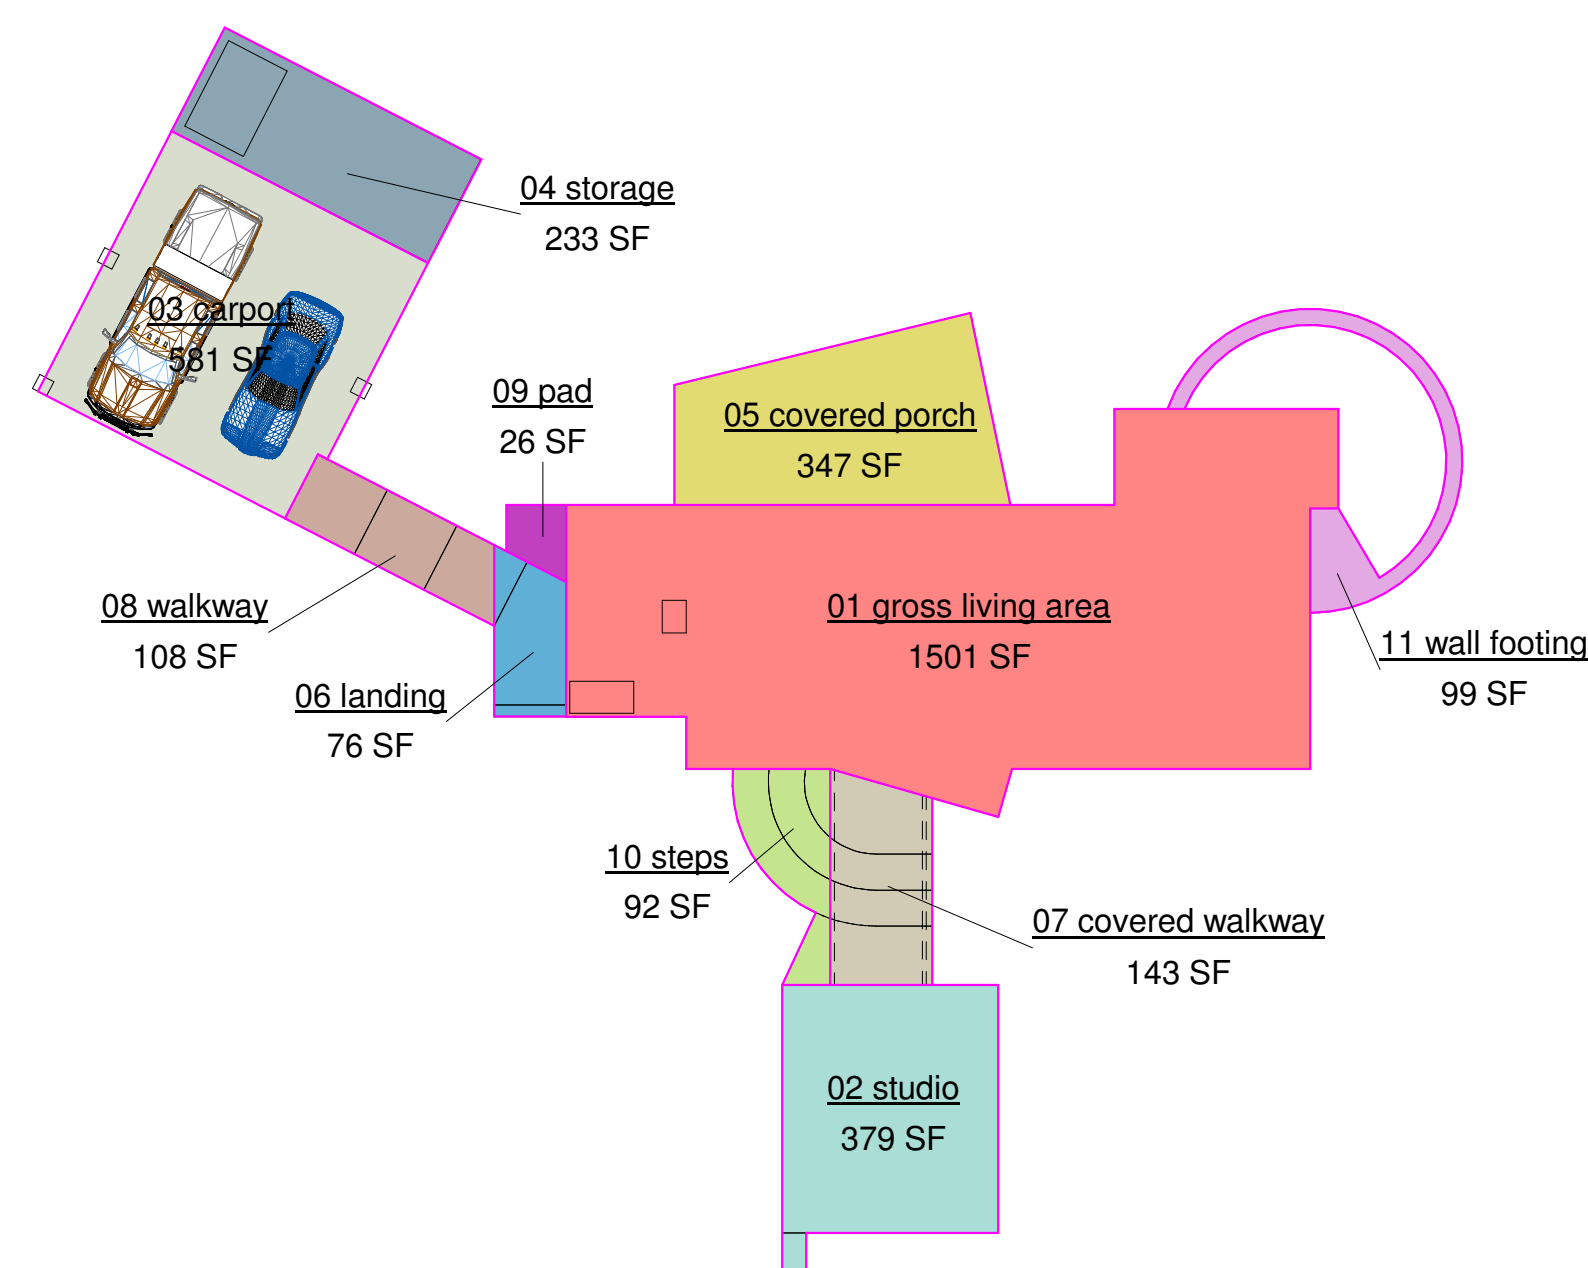 04 storage
233 SF
03 carport
581 SF
09 pad
26 SF
05 covered porch
347 SF
08 walkway
108 SF
01 gross living area
1501 SF
11 wall footing
99 SF
06 landing
76 SF
10 steps
92 SF
07 covered walkway
143 SF
02 studio
379 SF